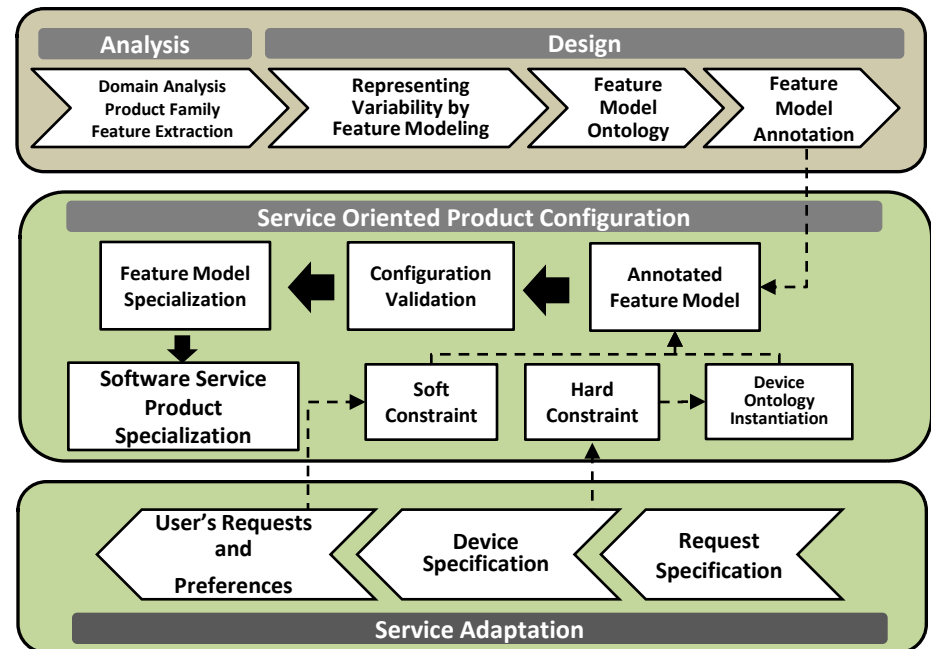 Analysis
Design
Domain Analysis
Product Family
Feature Extraction
Representing
Variability by
Feature Modeling
Feature
Model
Ontology
Feature
Model
Annotation
Service Oriented Product Configuration
Feature Model
Specialization
Configuration
Validation
Annotated
Feature Model
Software Service
Product
Specialization
Soft
Constraint
Hard
Constraint
Device
Ontology
Instantiation
User's Requests
and
Preferences
Device
Specification
Request
Specification
Service Adaptation